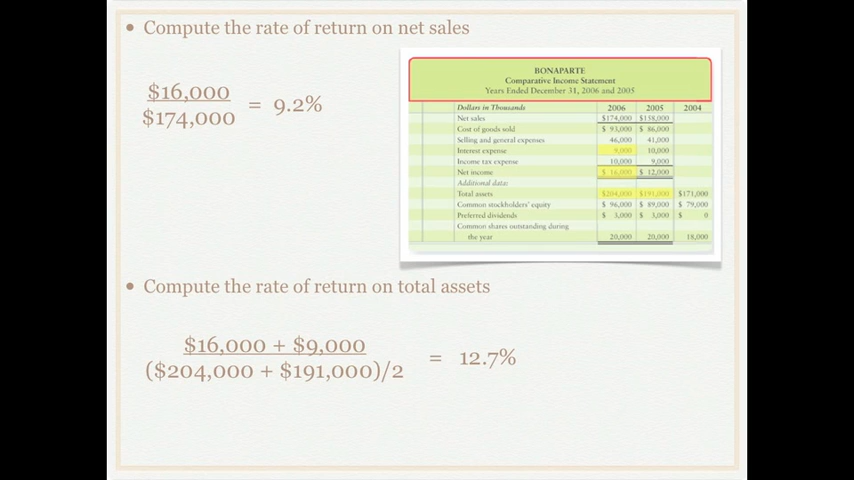 • Compute the rate of return on net sales
$16,000
$174,000
= 9.2%
BONAPARTE
Comparative Income Statement
Years Ended December 31, 2006 and 2005
Dollars in Thousands 2006 2005 2004
Net sales $174,000 $158,000
Cost of goods sold $ 93,000 $ 86,000
Selling and general expenses 46,000 41,000
Interest expense 9,000 10,000
Income tax expense 10,000 9,000
Net income $ 16,000 $ 12,000
Additional data:
Total assets $204,000 $191,000 $171,000
Common stockholders' equity $ 96,000 $ 89,000 $ 79,000
Preferred dividends $ 3,000 $ 3,000 $ 0
Common shares outstanding during
the year 20,000 20,000 18,000
• Compute the rate of return on total assets
$16,000 + $9,000
($204,000 + $191,000)/2
= 12.7%